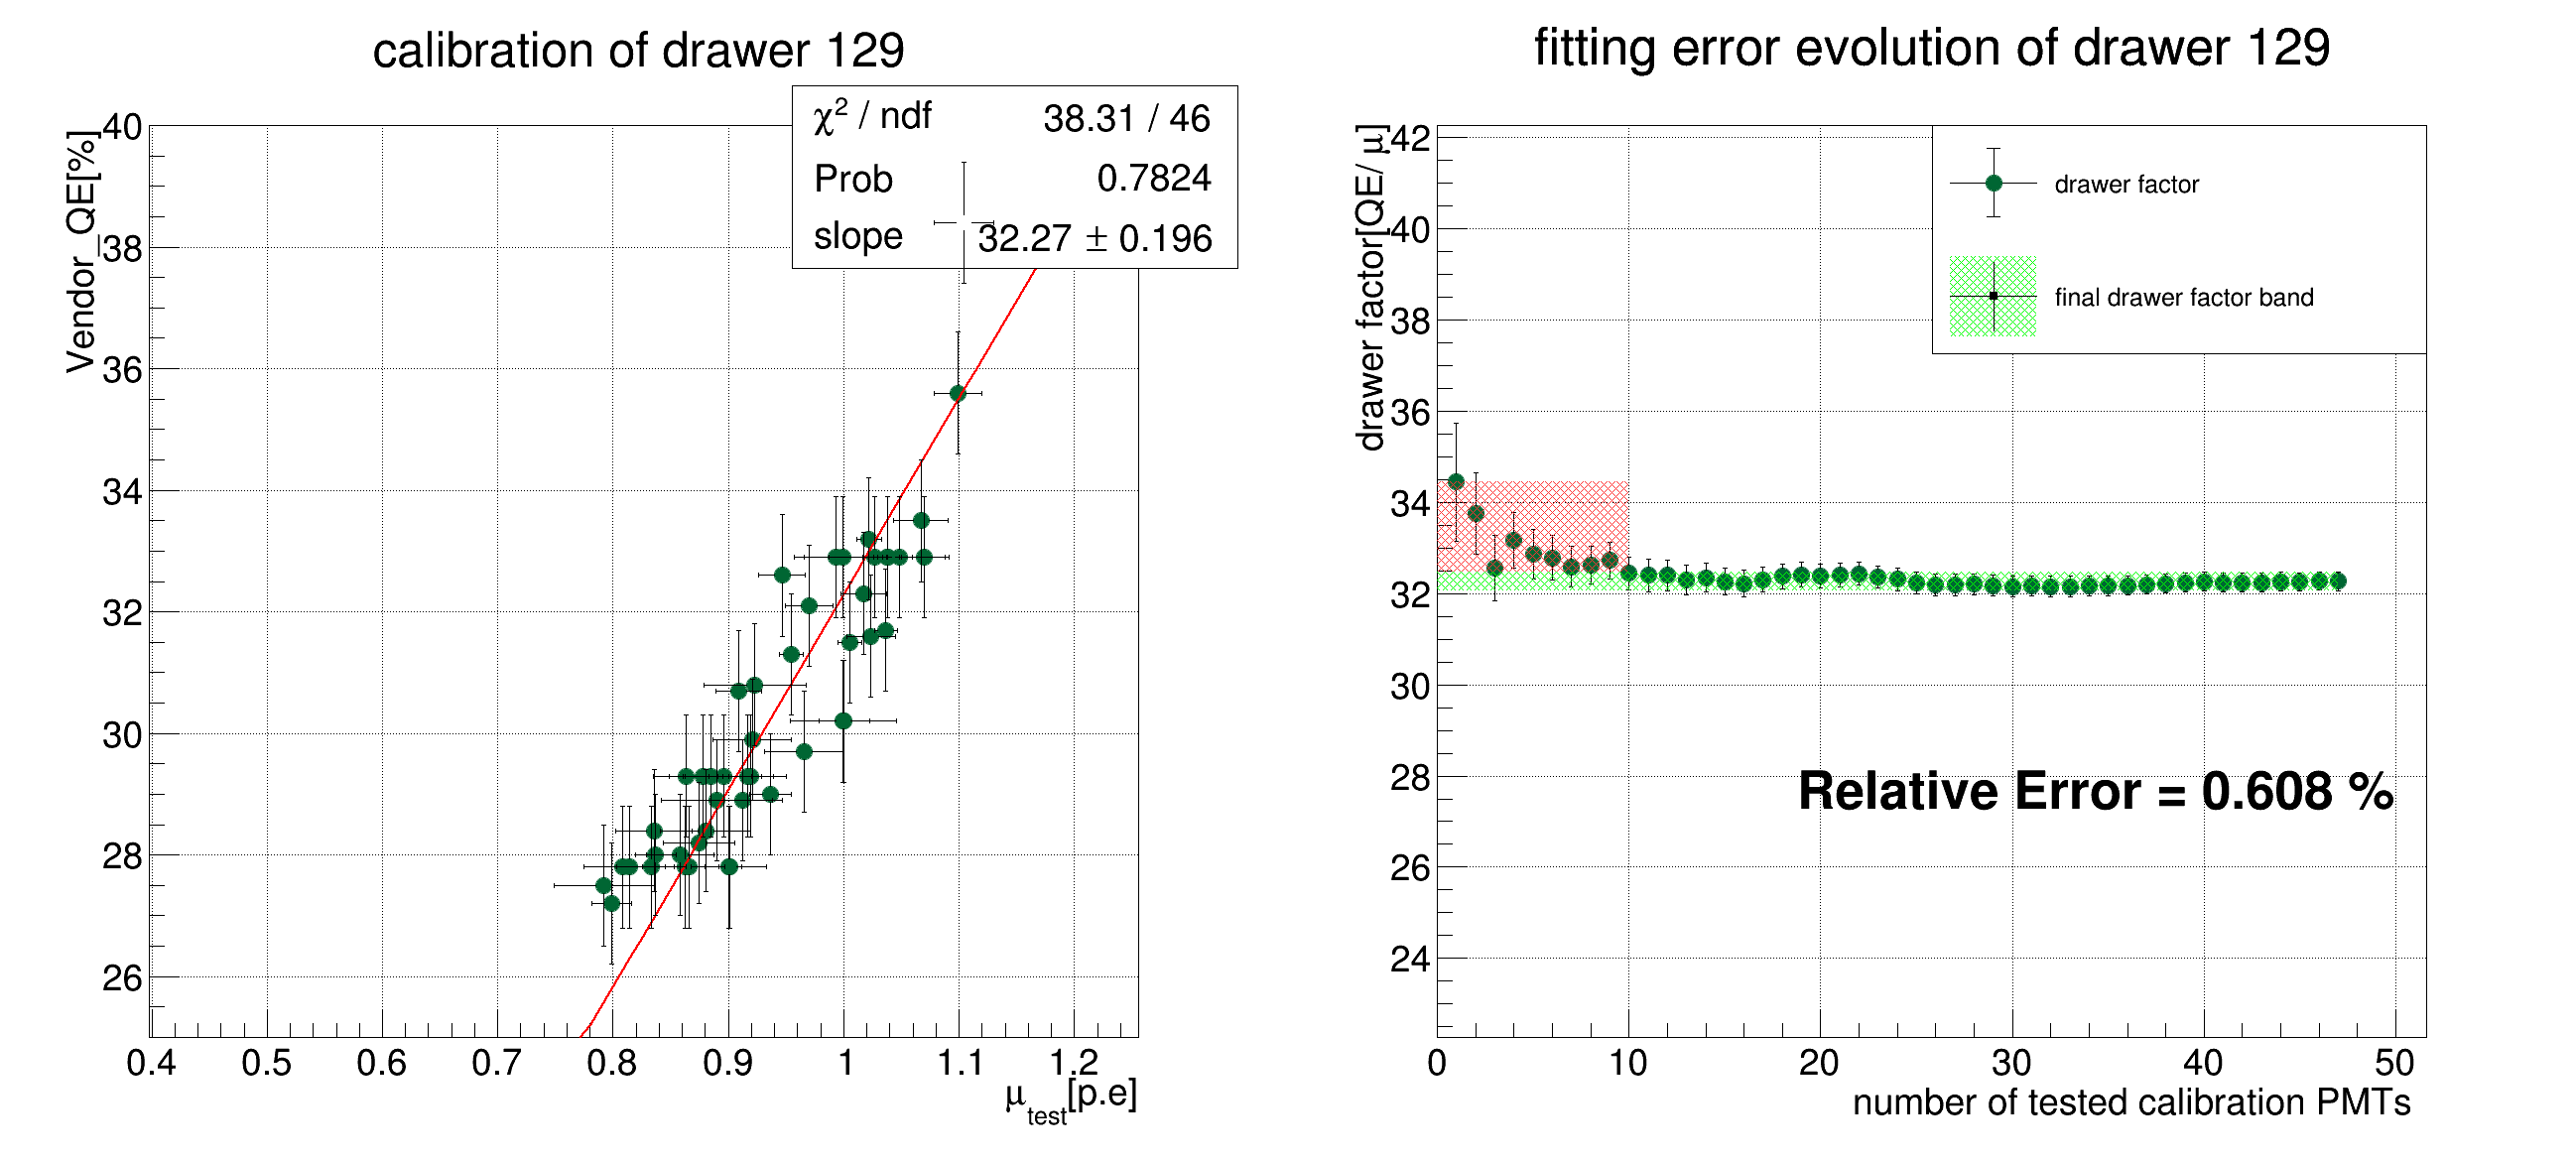 calibration of drawer 129
χ² / ndf 38.31 / 46
Prob 0.7824
slope 32.27 ± 0.196
Vendor_QE[%]
40
38
36
34
32
30
28
26
0.4 0.5 0.6 0.7 0.8 0.9 1 1.1 1.2
μtest[p.e]
fitting error evolution of drawer 129
drawer factor[QE/ μ]
42
40
38
36
34
32
30
28
26
24
drawer factor
final drawer factor band
Relative Error = 0.608 %
0 10 20 30 40 50
number of tested calibration PMTs